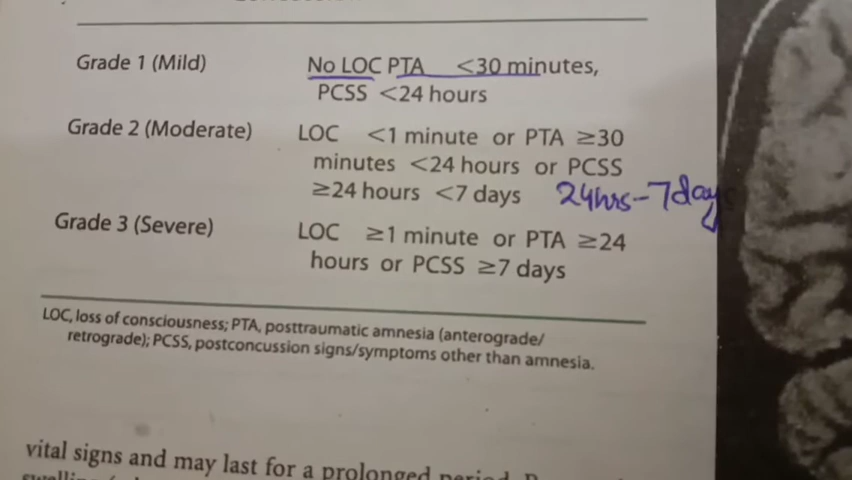 Grade 1 (Mild) No LOC PTA <30 minutes,
PCSS <24 hours
Grade 2 (Moderate) LOC <1 minute or PTA ≥30
minutes <24 hours or PCSS
≥24 hours <7 days 24hrs-7days
Grade 3 (Severe) LOC ≥1 minute or PTA ≥24
hours or PCSS ≥7 days
LOC, loss of consciousness; PTA, posttraumatic amnesia (anterograde/
retrograde); PCSS, postconcussion signs/symptoms other than amnesia.
vital signs and may last for a prolonged period.